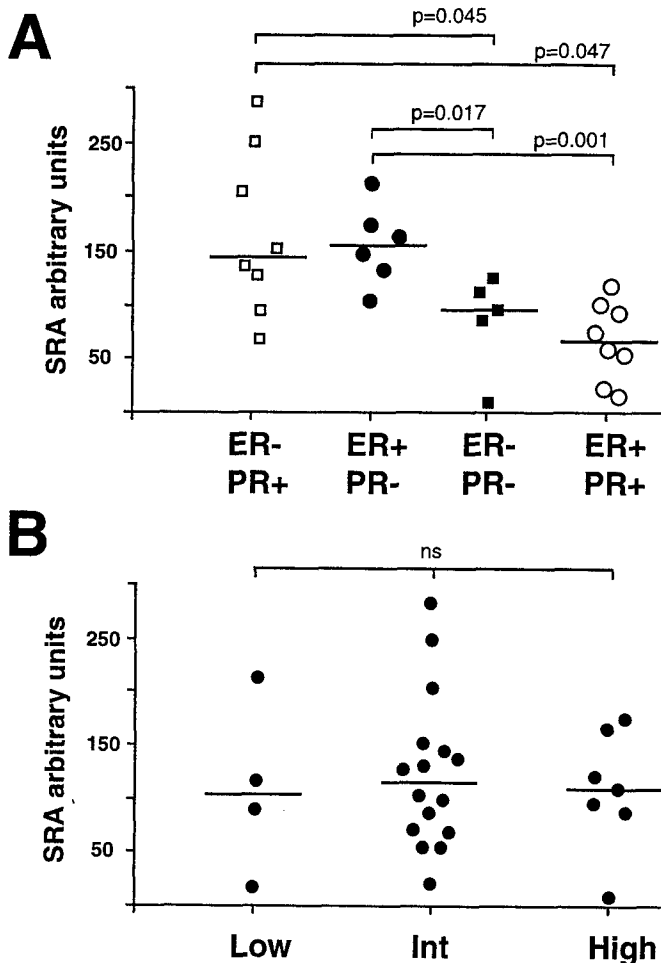 A
p=0.045
p=0.047
p=0.017
p=0.001
SRA arbitrary units
250
150
50
ER- ER+ ER- ER+
PR+ PR- PR- PR+
B
ns
SRA arbitrary units
250
150
50
Low Int High